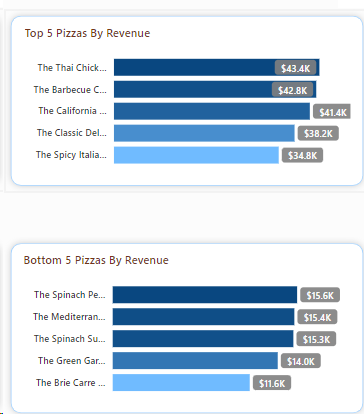 Top 5 Pizzas By Revenue
The Thai Chick... $43.4K
The Barbecue C... $42.8K
The California ... $41.4K
The Classic Del... $38.2K
The Spicy Italia... $34.8K
Bottom 5 Pizzas By Revenue
The Spinach Pe... $15.6K
The Mediterran... $15.4K
The Spinach Su... $15.3K
The Green Gar... $14.0K
The Brie Carre ... $11.6K